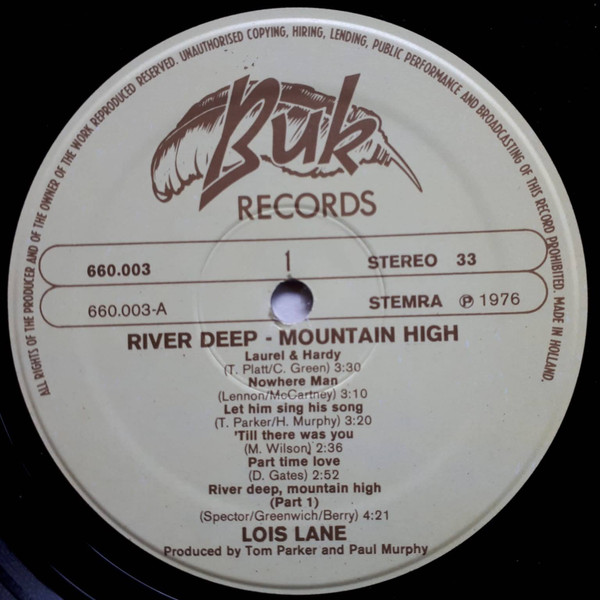 ALL RIGHTS OF THE PRODUCER AND OF THE OWNER OF THE WORK REPRODUCED RESERVED. UNAUTHORISED COPYING, HIRING, LENDING, PUBLIC PERFORMANCE AND BROADCASTING OF THIS RECORD PROHIBITED. MADE IN HOLLAND.
Buk
RECORDS
660.003 1 STEREO 33
660.003-A STEMRA ℗ 1976
RIVER DEEP - MOUNTAIN HIGH
Laurel & Hardy
(T. Platt/C. Green) 3:30
Nowhere Man
(Lennon/McCartney) 3:10
Let him sing his song
(T. Parker/H. Murphy) 3:20
'Till there was you
(M. Wilson) 2:36
Part time love
(D. Gates) 2:52
River deep, mountain high
(Part 1)
(Spector/Greenwich/Berry) 4:21
LOIS LANE
Produced by Tom Parker and Paul Murphy